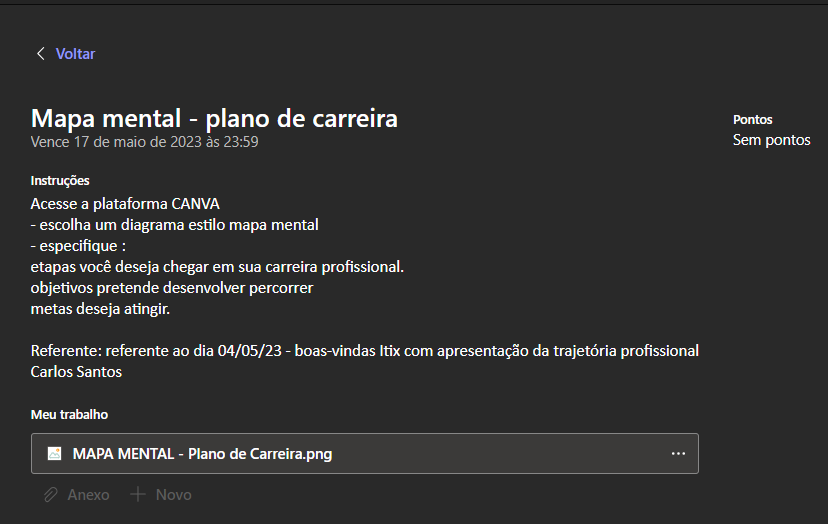 Voltar
Mapa mental - plano de carreira
Vence 17 de maio de 2023 às 23:59
Pontos
Sem pontos
Instruções
Acesse a plataforma CANVA
- escolha um diagrama estilo mapa mental
- especifique :
etapas você deseja chegar em sua carreira profissional.
objetivos pretende desenvolver percorrer
metas deseja atingir.
Referente: referente ao dia 04/05/23 - boas-vindas Itix com apresentação da trajetória profissional
Carlos Santos
Meu trabalho
MAPA MENTAL - Plano de Carreira.png
Anexo
Novo